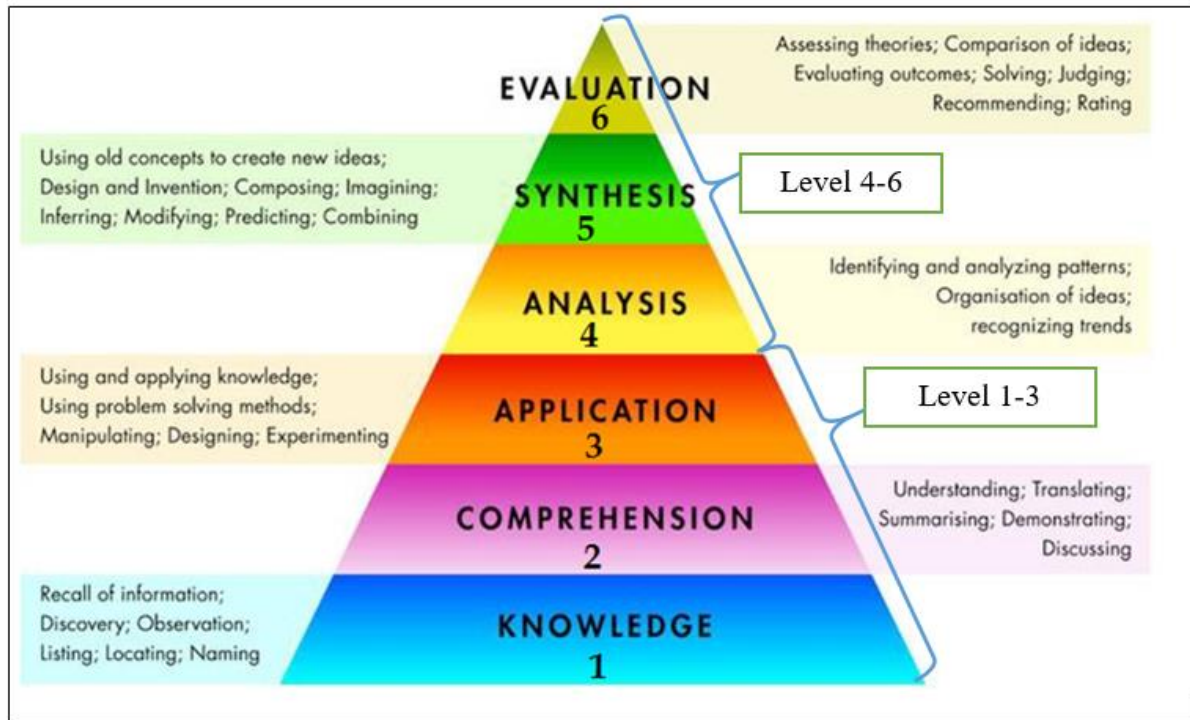 Assessing theories; Comparison of ideas;
Evaluating outcomes; Solving; Judging;
Recommending; Rating
EVALUATION
6
Using old concepts to create new ideas;
Design and Invention; Composing; Imagining;
Inferring; Modifying; Predicting; Combining
SYNTHESIS
5
Level 4-6
Identifying and analyzing patterns;
Organisation of ideas;
recognizing trends
ANALYSIS
4
Using and applying knowledge;
Using problem solving methods;
Manipulating; Designing; Experimenting
APPLICATION
3
Level 1-3
Understanding; Translating;
Summarising; Demonstrating;
Discussing
COMPREHENSION
2
Recall of information;
Discovery; Observation;
Listing; Locating; Naming
KNOWLEDGE
1